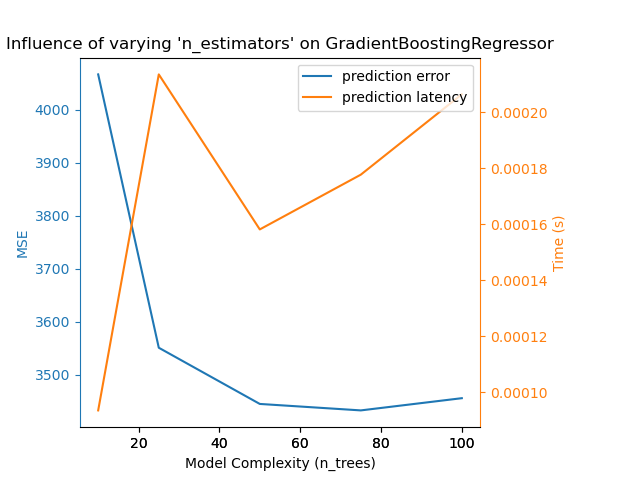 Influence of varying 'n_estimators' on GradientBoostingRegressor
prediction error
prediction latency
4000
3900
3800
3700
3600
3500
MSE
0.00020
0.00018
0.00016
0.00014
0.00012
0.00010
Time (s)
20 40 60 80 100
Model Complexity (n_trees)